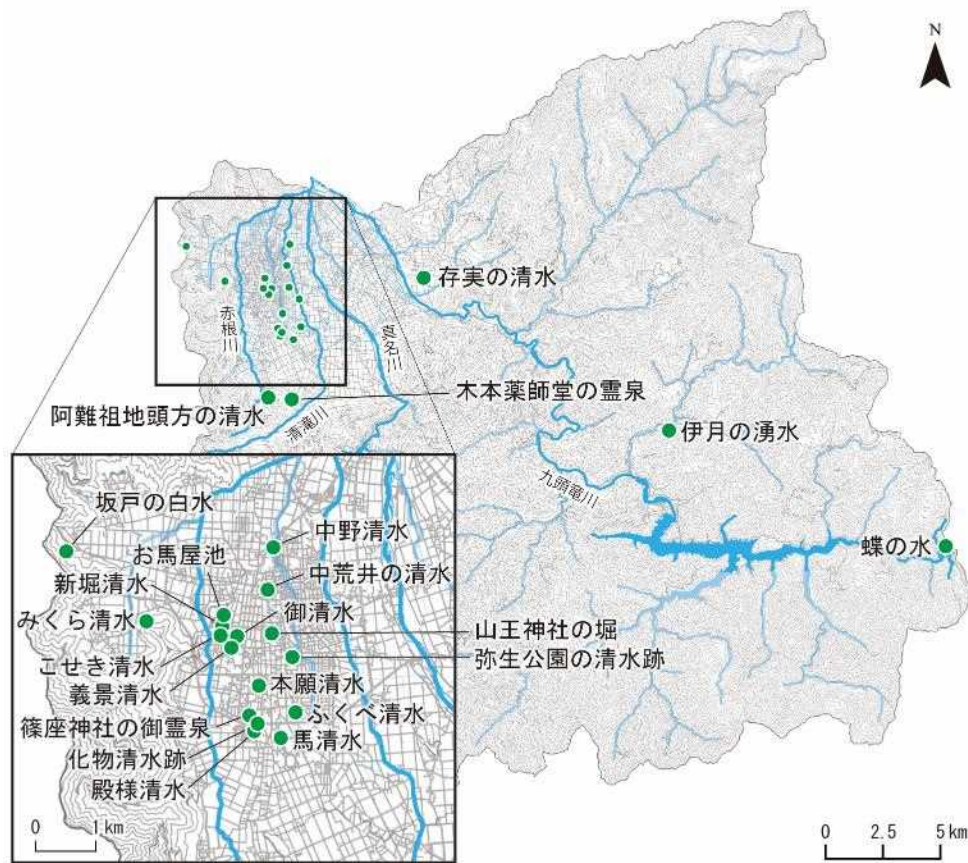 N
存実の清水
赤根川
真名川
木本薬師堂の霊泉
阿難祖地頭方の清水
清滝川
伊月の湧水
九頭竜川
蝶の水
坂戸の白水
中野清水
お馬屋池
中荒井の清水
新堀清水
御清水
みくら清水
山王神社の堀
こせき清水
弥生公園の清水跡
義景清水
本願清水
ふくべ清水
篠座神社の御霊泉
馬清水
化物清水跡
殿様清水
0 1km
0 2.5 5km